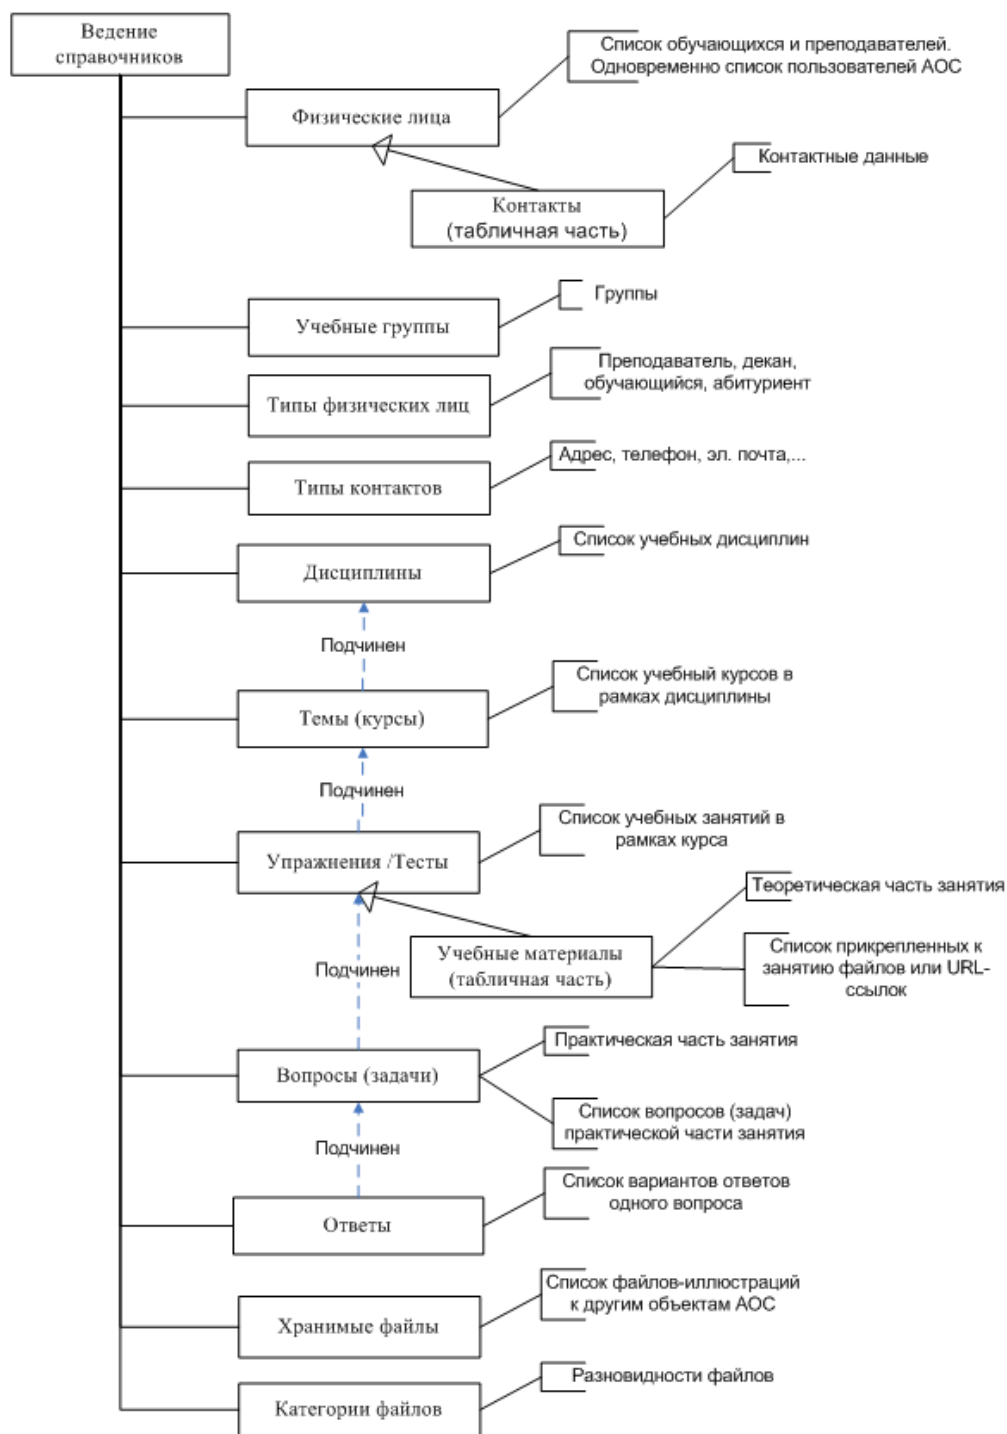 Ведение
справочников
Список обучающихся и преподавателей.
Одновременно список пользователей АОС
Физические лица
Контактные данные
Контакты
(табличная часть)
Группы
Учебные группы
Преподаватель, декан,
обучающийся, абитуриент
Типы физических лиц
Адрес, телефон, эл. почта,...
Типы контактов
Список учебных дисциплин
Дисциплины
Подчинен
Список учебный курсов в
рамках дисциплины
Темы (курсы)
Подчинен
Список учебных занятий в
рамках курса
Упражнения /Тесты
Теоретическая часть занятия
Учебные материалы
(табличная часть)
Список прикрепленных к
занятию файлов или URL-
ссылок
Подчинен
Практическая часть занятия
Вопросы (задачи)
Список вопросов (задач)
практической части занятия
Подчинен
Список вариантов ответов
одного вопроса
Ответы
Список файлов-иллюстраций
к другим объектам АОС
Хранимые файлы
Разновидности файлов
Категории файлов